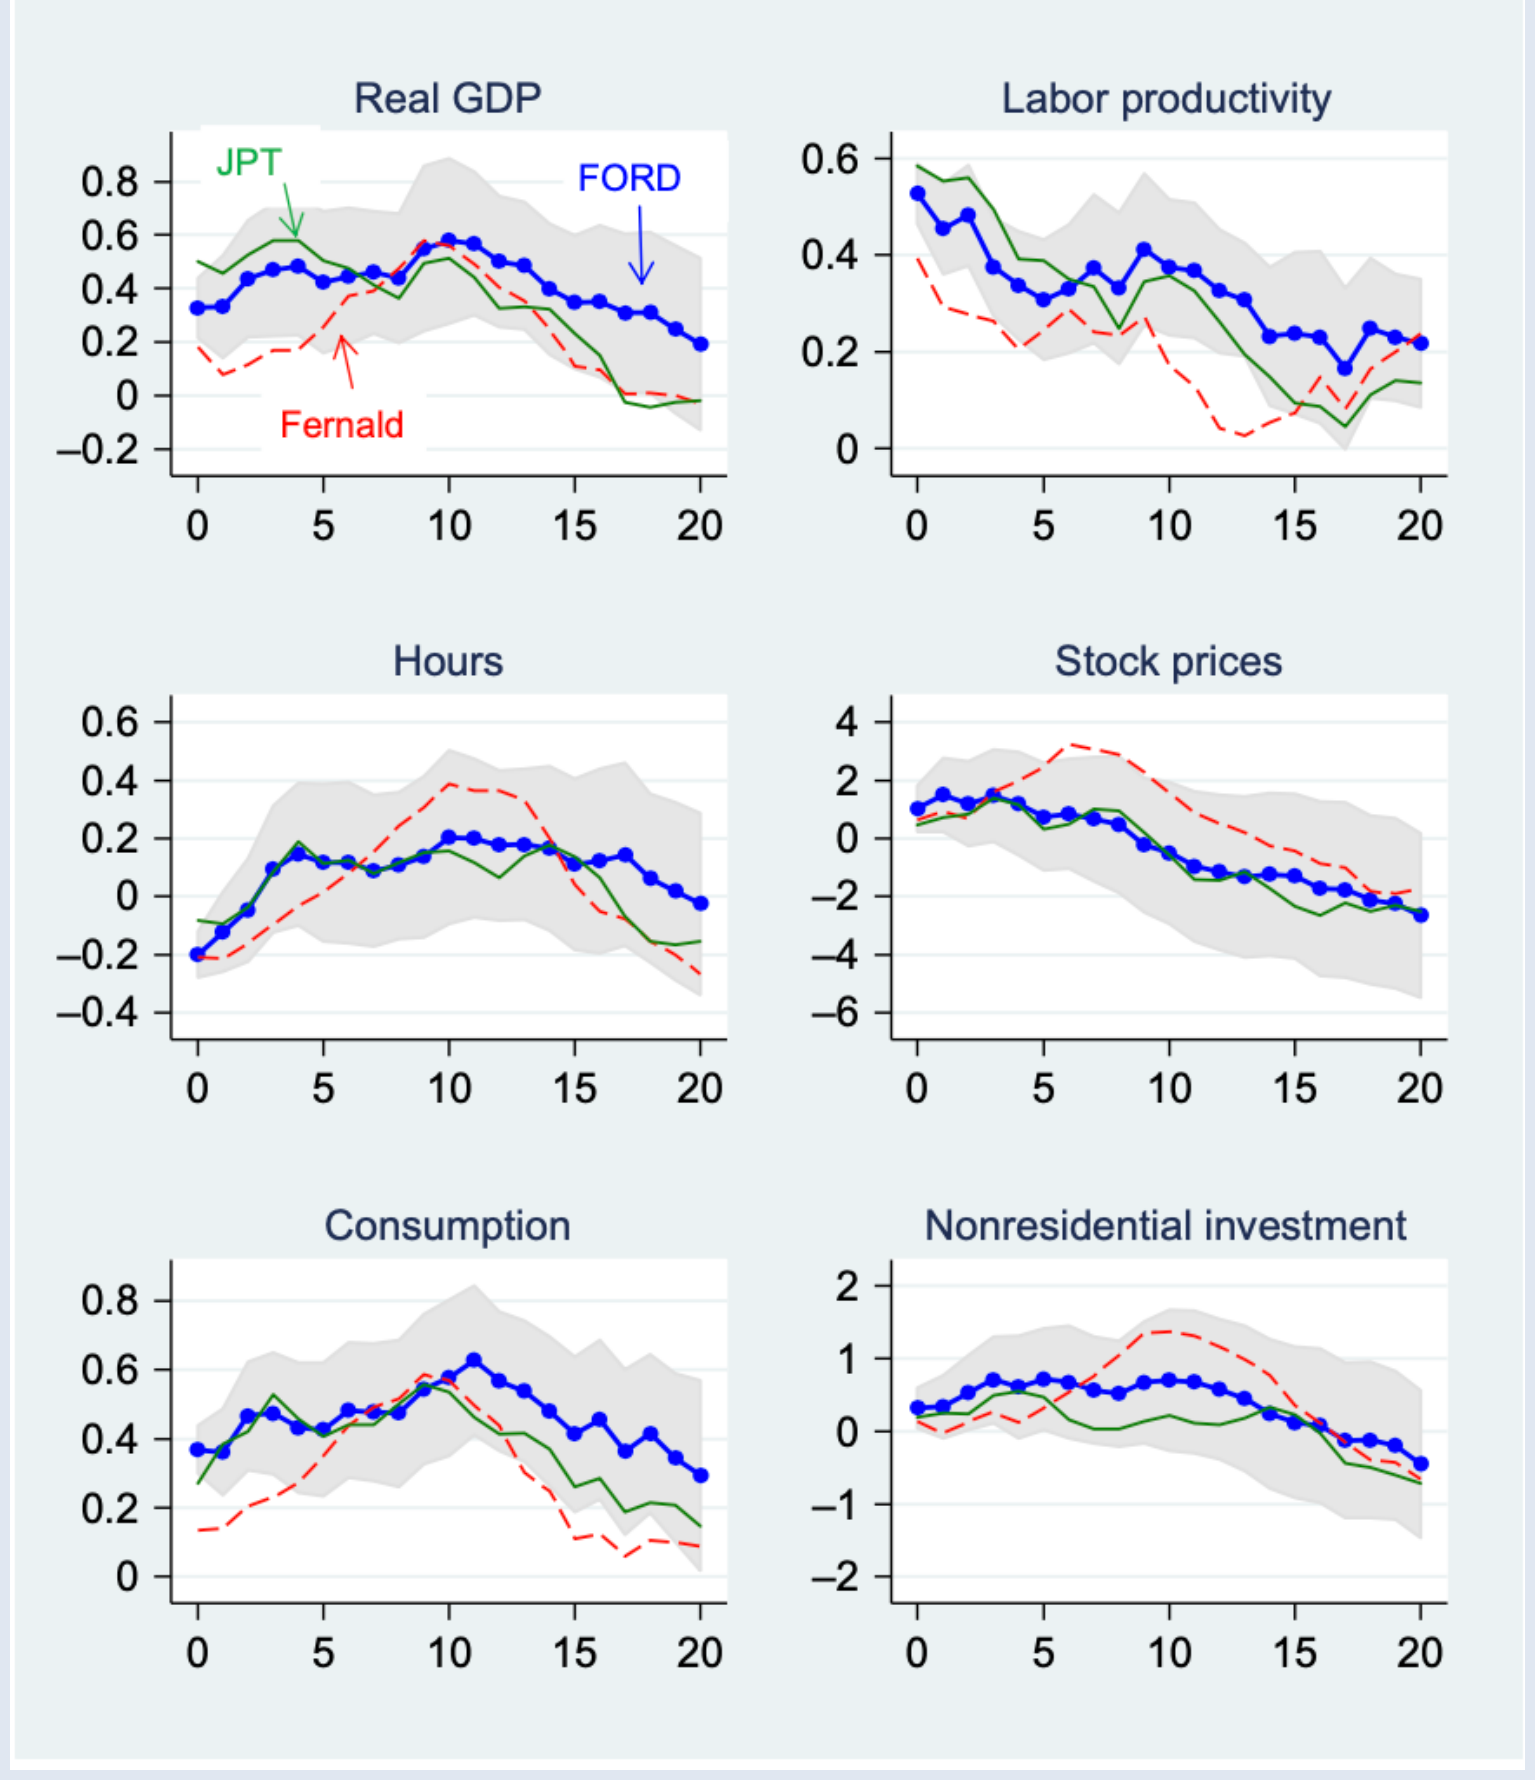 Real GDP
Labor productivity
JPT
FORD
Fernald
0.8
0.6
0.4
0.2
0
–0.2
0 5 10 15 20
0.6
0.4
0.2
0
0 5 10 15 20
Hours
Stock prices
0.6
0.4
0.2
0
–0.2
–0.4
0 5 10 15 20
4
2
0
–2
–4
–6
0 5 10 15 20
Consumption
Nonresidential investment
0.8
0.6
0.4
0.2
0
0 5 10 15 20
2
1
0
–1
–2
0 5 10 15 20